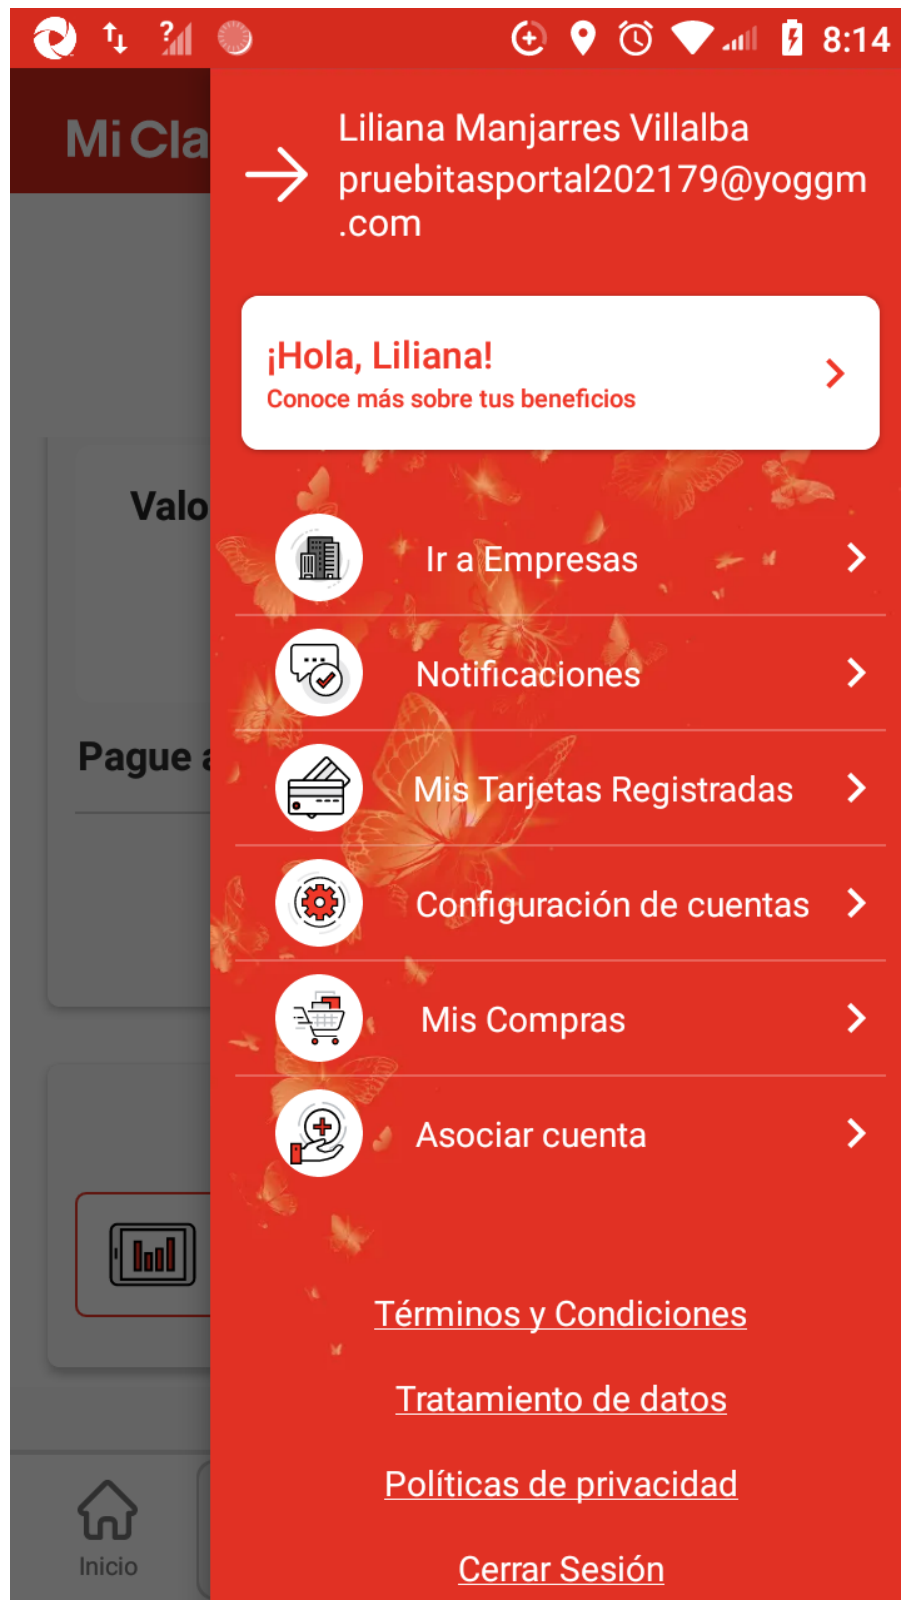 8:14
Mi Cla
Liliana Manjarres Villalba
pruebitasportal202179@yoggm
.com
¡Hola, Liliana!
Conoce más sobre tus beneficios
Valo
Ir a Empresas
Notificaciones
Pague a
Mis Tarjetas Registradas
Configuración de cuentas
Mis Compras
Asociar cuenta
Términos y Condiciones
Tratamiento de datos
Políticas de privacidad
Inicio
Cerrar Sesión